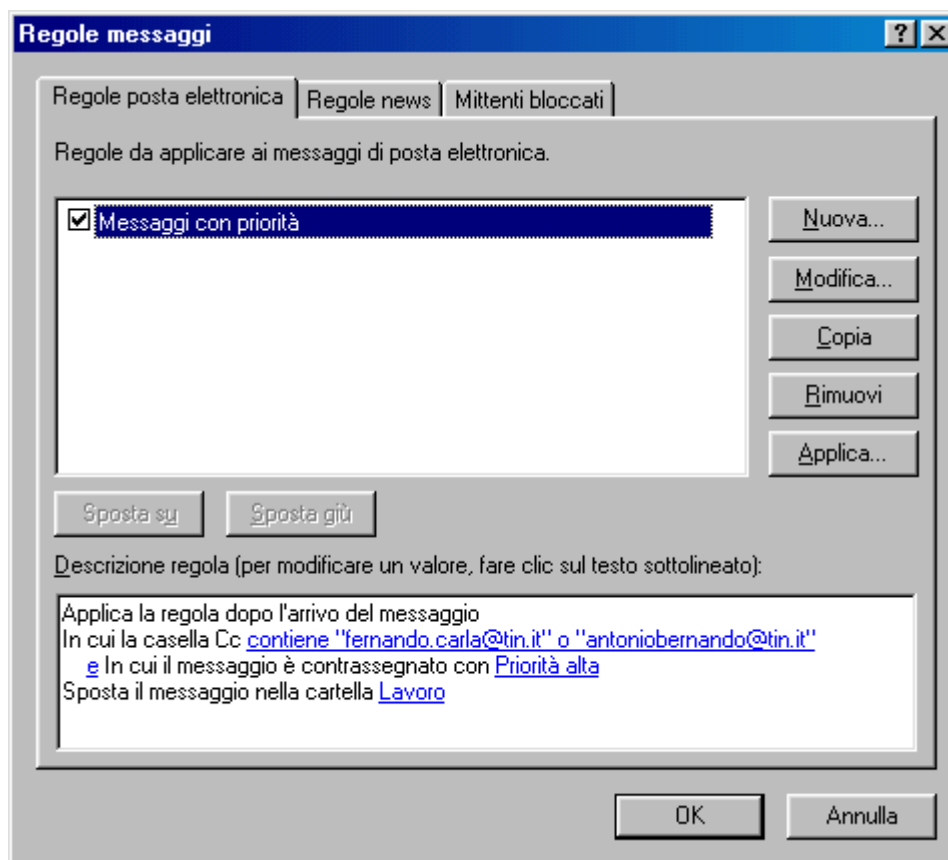 Regole messaggi
Regole posta elettronica Regole news Mittenti bloccati
Regole da applicare ai messaggi di posta elettronica.
Messaggi con priorità
Nuova...
Modifica...
Copia
Rimuovi
Applica...
Sposta su Sposta giù
Descrizione regola (per modificare un valore, fare clic sul testo sottolineato):
Applica la regola dopo l'arrivo del messaggio
In cui la casella Cc contiene "fernando.carla@tin.it" o "antoniobernando@tin.it"
e In cui il messaggio è contrassegnato con Priorità alta
Sposta il messaggio nella cartella Lavoro
OK Annulla